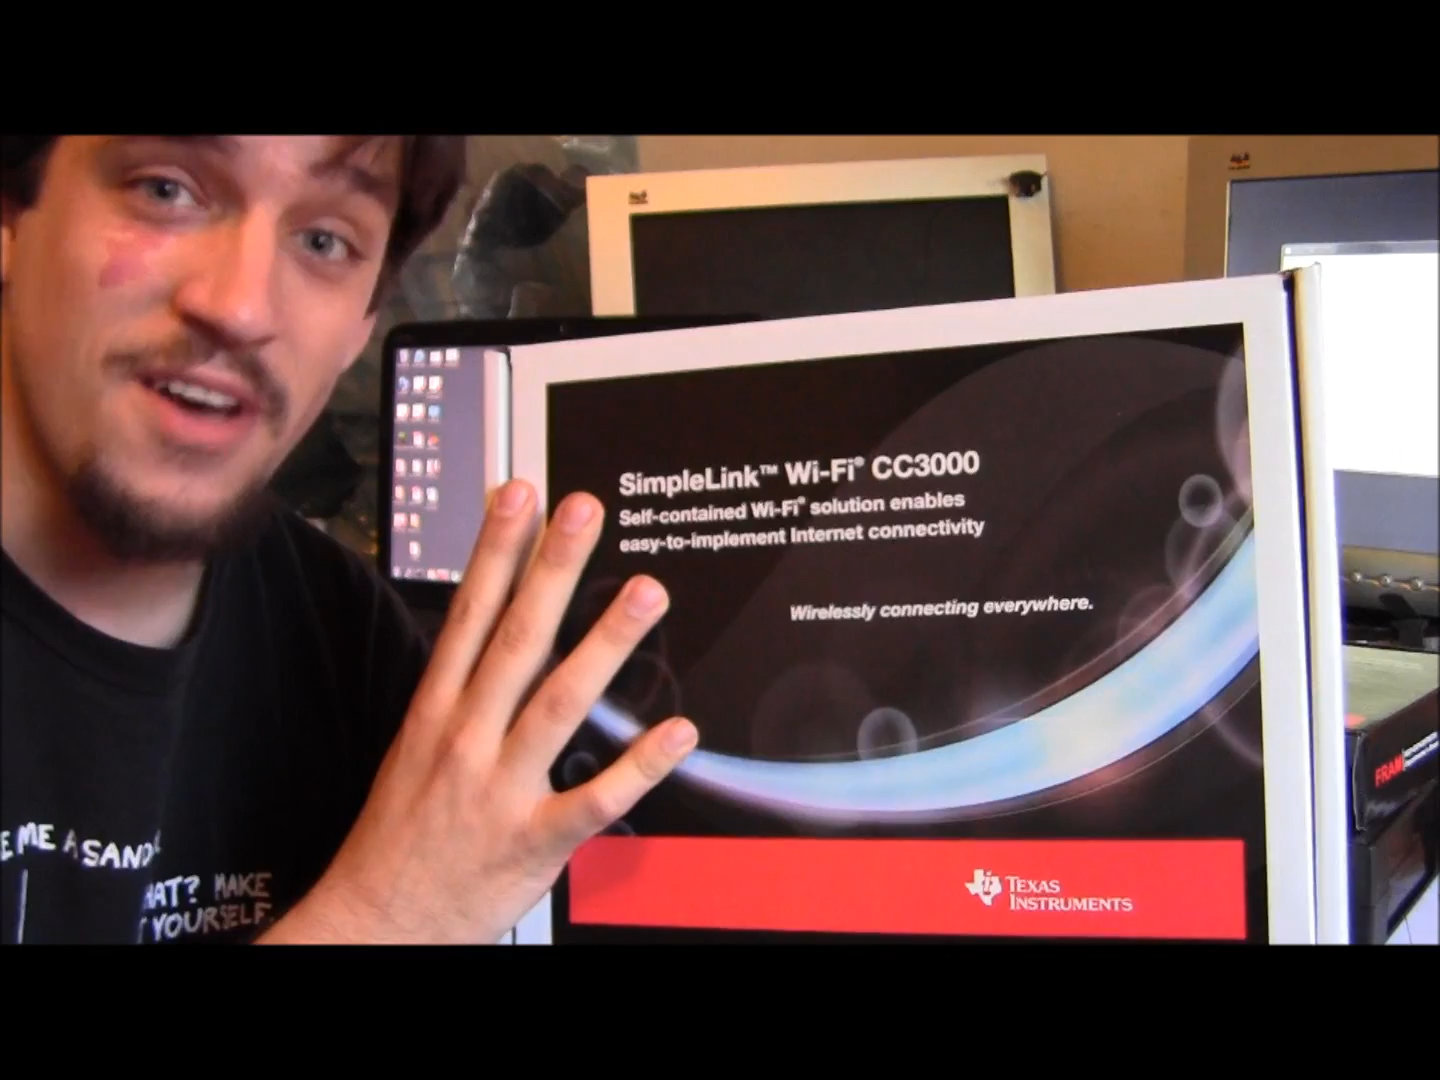 SimpleLink™ Wi-Fi® CC3000
Self-contained Wi-Fi® solution enables
easy-to-implement Internet connectivity
Wirelessly connecting everywhere.
TEXAS
INSTRUMENTS
FRAM
E ME A SAND
HAT? MAKE
T YOURSELF.